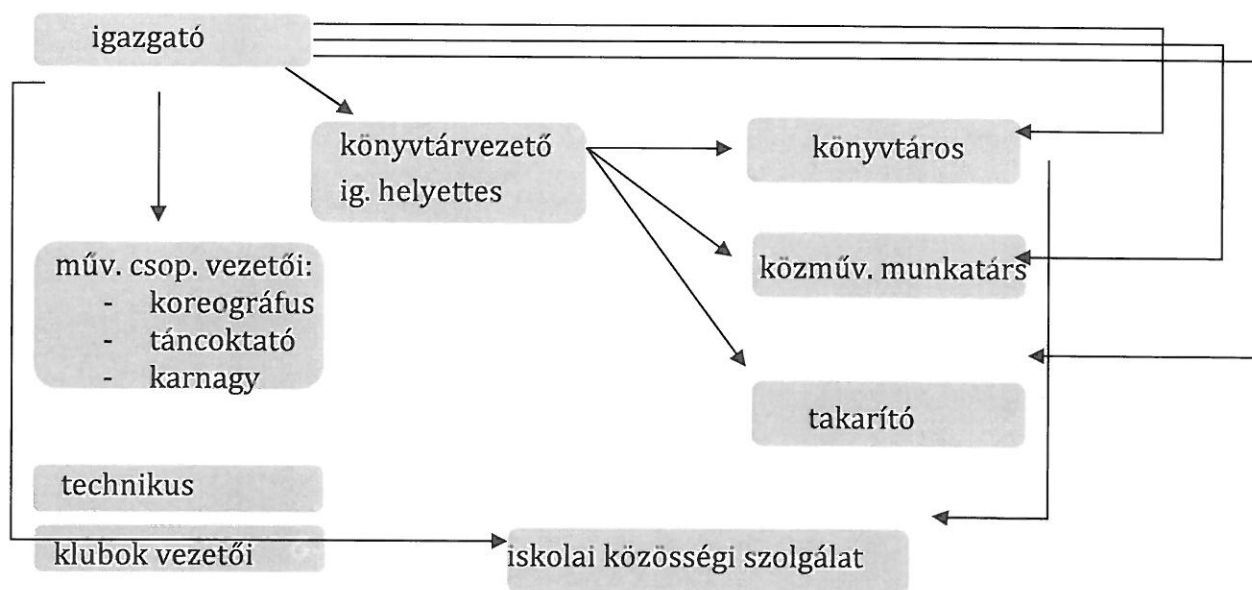 igazgató
könyvtárvezető
ig. helyettes
könyvtáros
közműv. munkatárs
takarító
műv. csop. vezetői:
- koreográfus
- táncoktató
- karnagy
technikus
klubok vezetői
iskolai közösségi szolgálat